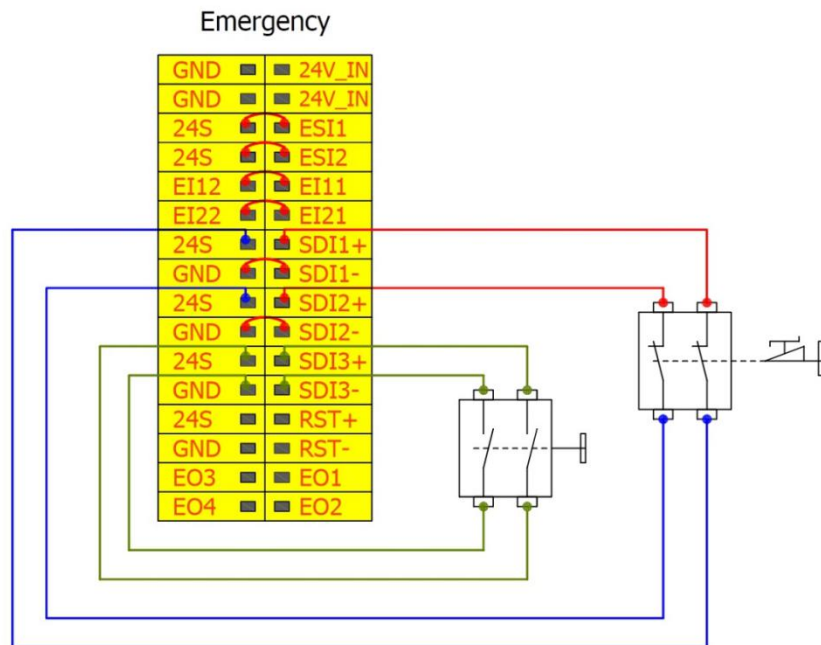 Emergency
GND 24V_IN
GND 24V_IN
24S ESI1
24S ESI2
EI12 EI11
EI22 EI21
24S SDI1+
GND SDI1-
24S SDI2+
GND SDI2-
24S SDI3+
GND SDI3-
24S RST+
GND RST-
EO3 EO1
EO4 EO2